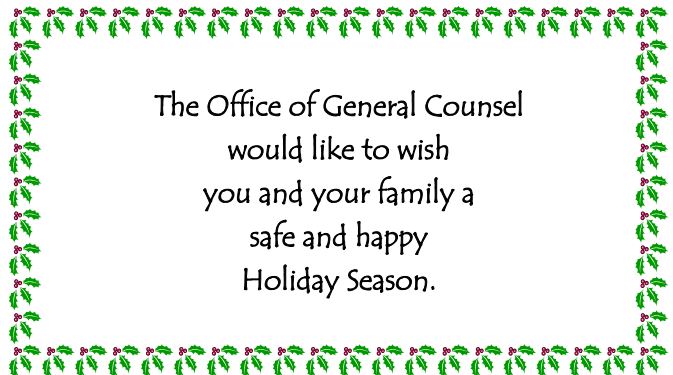 The Office of General Counsel
would like to wish
you and your family a
safe and happy
Holiday Season.